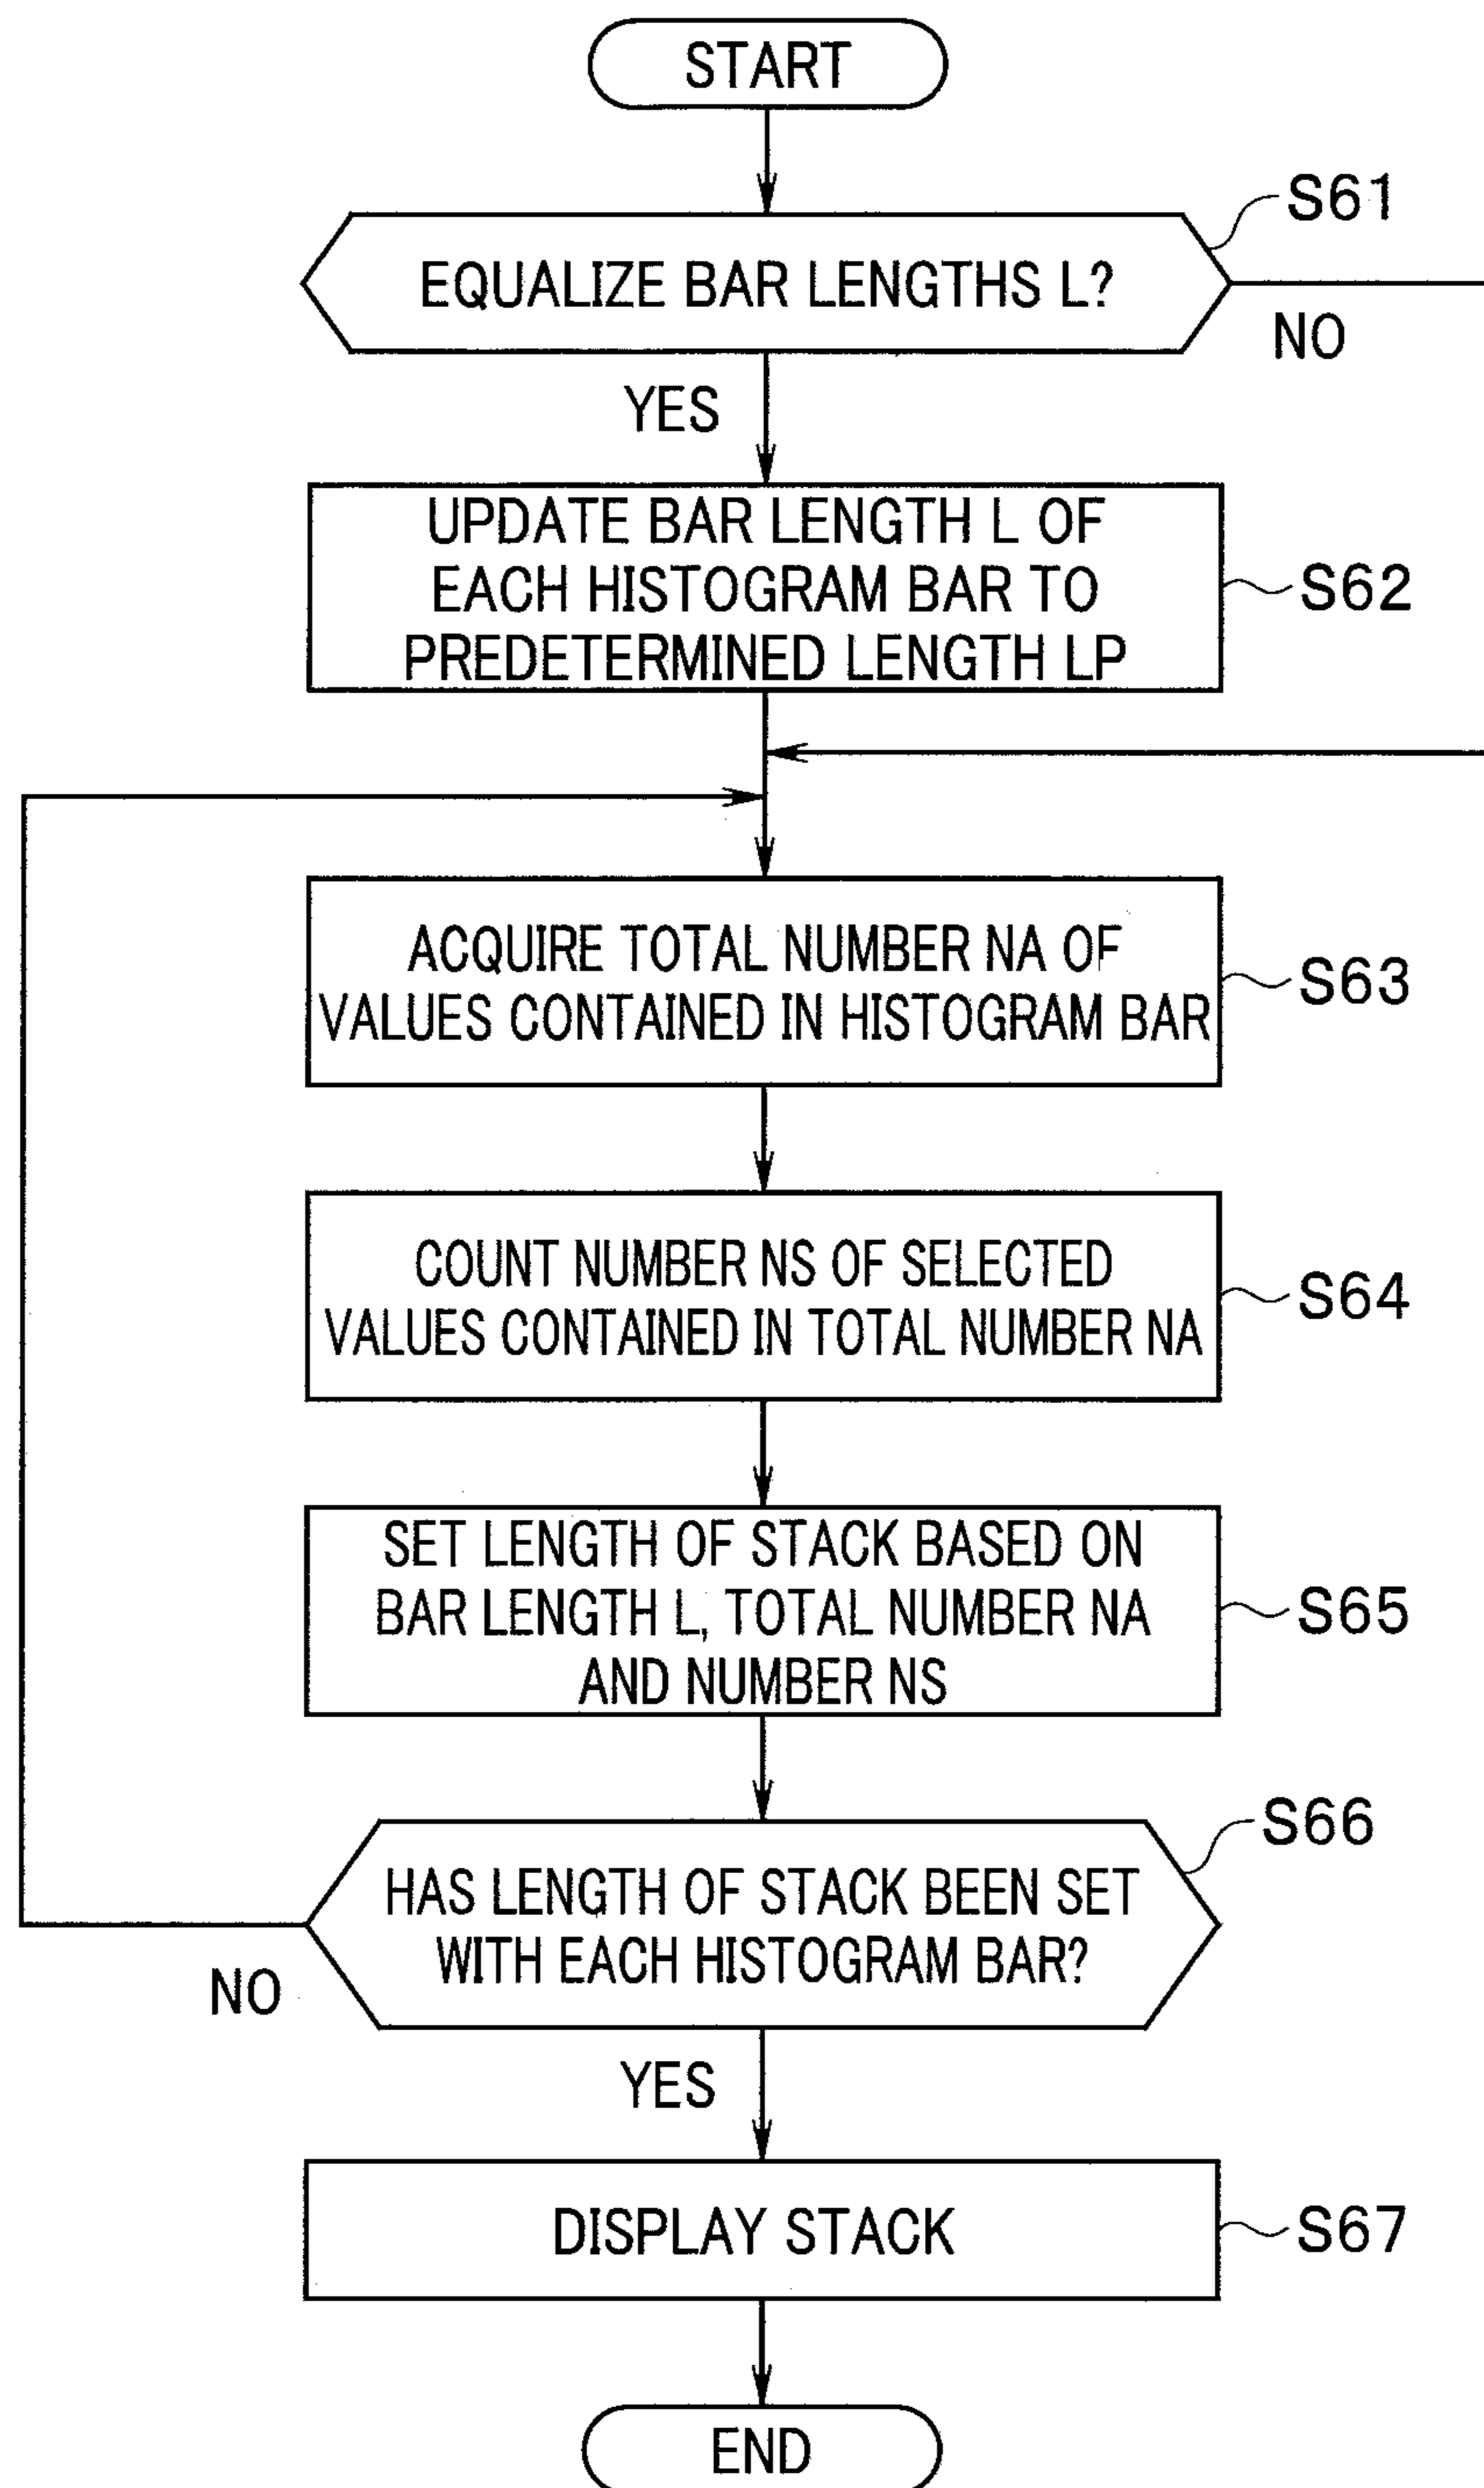 START
S61
EQUALIZE BAR LENGTHS L?
NO
YES
UPDATE BAR LENGTH L OF
EACH HISTOGRAM BAR TO
PREDETERMINED LENGTH LP
S62
ACQUIRE TOTAL NUMBER NA OF
VALUES CONTAINED IN HISTOGRAM BAR
S63
COUNT NUMBER NS OF SELECTED
VALUES CONTAINED IN TOTAL NUMBER NA
S64
SET LENGTH OF STACK BASED ON
BAR LENGTH L, TOTAL NUMBER NA
AND NUMBER NS
S65
S66
HAS LENGTH OF STACK BEEN SET
WITH EACH HISTOGRAM BAR?
NO
YES
DISPLAY STACK
S67
END